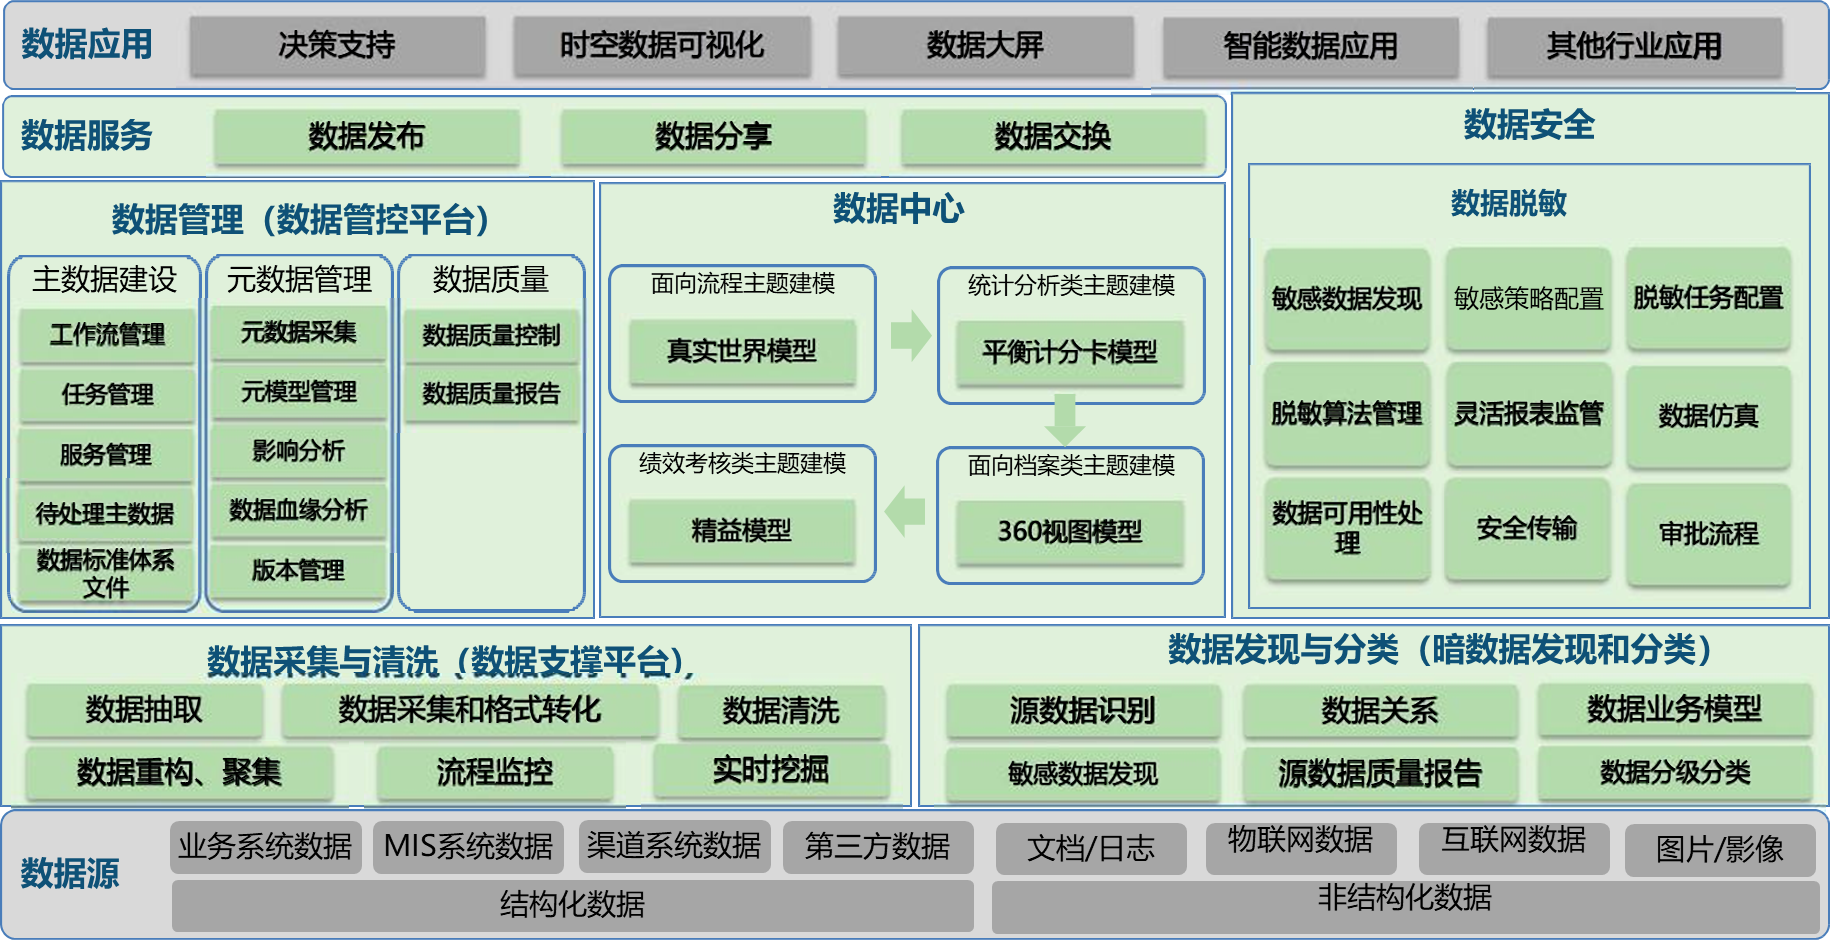 数据应用
决策支持
时空数据可视化
数据大屏
智能数据应用
其他行业应用
数据服务
数据发布
数据分享
数据交换
数据管理（数据管控平台）
主数据建设
工作流管理
任务管理
服务管理
待处理主数据
数据标准体系
文件
元数据管理
元数据采集
元模型管理
影响分析
数据血缘分析
版本管理
数据质量
数据质量控制
数据质量报告
数据中心
面向流程主题建模
真实世界模型
统计分析类主题建模
平衡计分卡模型
绩效考核类主题建模
精益模型
面向档案类主题建模
360视图模型
数据安全
数据脱敏
敏感数据发现
敏感策略配置
脱敏任务配置
脱敏算法管理
灵活报表监管
数据仿真
数据可用性处
理
安全传输
审批流程
数据采集与清洗（数据支撑平台）
数据抽取
数据采集和格式转化
数据清洗
数据重构、聚集
流程监控
实时挖掘
数据发现与分类（暗数据发现和分类）
源数据识别
数据关系
数据业务模型
敏感数据发现
源数据质量报告
数据分级分类
数据源
业务系统数据
MIS系统数据
渠道系统数据
第三方数据
文档/日志
物联网数据
互联网数据
图片/影像
结构化数据
非结构化数据